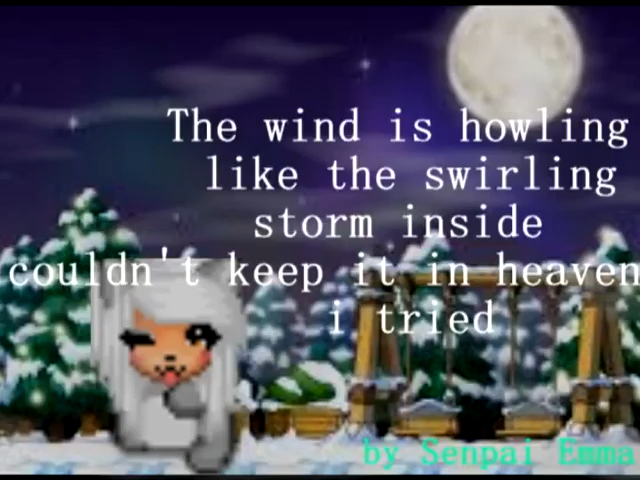 The wind is howling
like the swirling
storm inside
couldn't keep it in heaven
i tried
by Senpai Emma